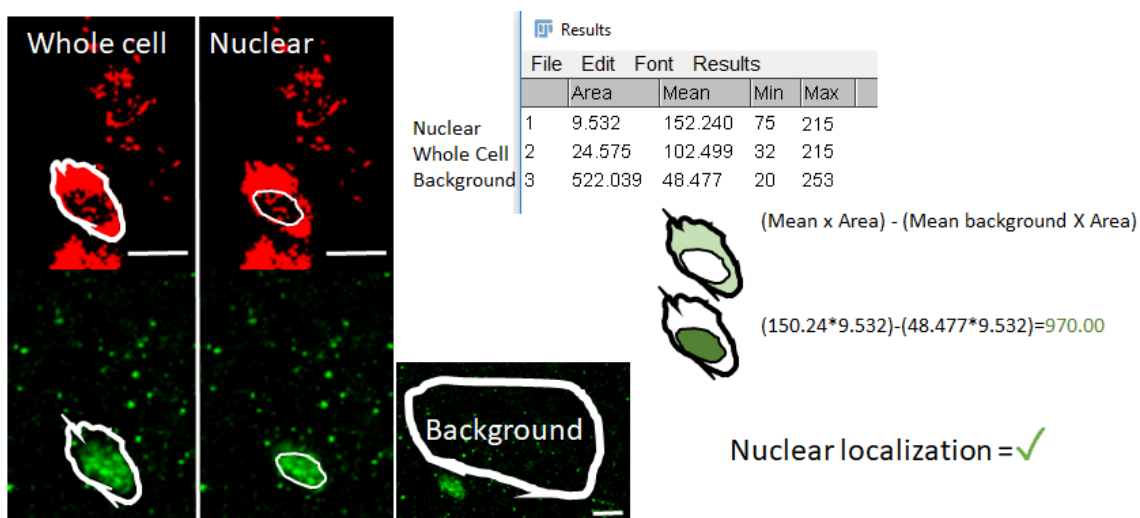 Whole cell
Nuclear
Results
File Edit Font Results
Area Mean Min Max
Nuclear 1 9.532 152.240 75 215
Whole Cell 2 24.575 102.499 32 215
Background 3 522.039 48.477 20 253
(Mean x Area) - (Mean background X Area)
(150.24*9.532)-(48.477*9.532)=970.00
Background
Nuclear localization =✓